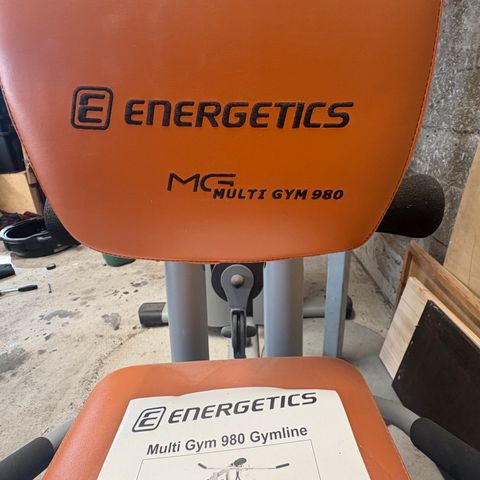 E ENERGETICS
MG MULTI GYM 980
E ENERGETICS
Multi Gym 980 Gymline